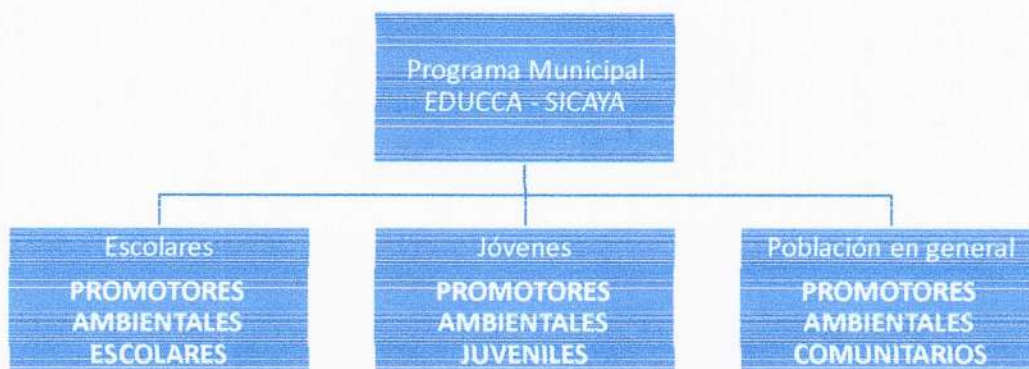 Programa Municipal
EDUCCA - SICAYA
Escolares
PROMOTORES
AMBIENTALES
ESCOLARES
Jóvenes
PROMOTORES
AMBIENTALES
JUVENILES
Población en general
PROMOTORES
AMBIENTALES
COMUNITARIOS